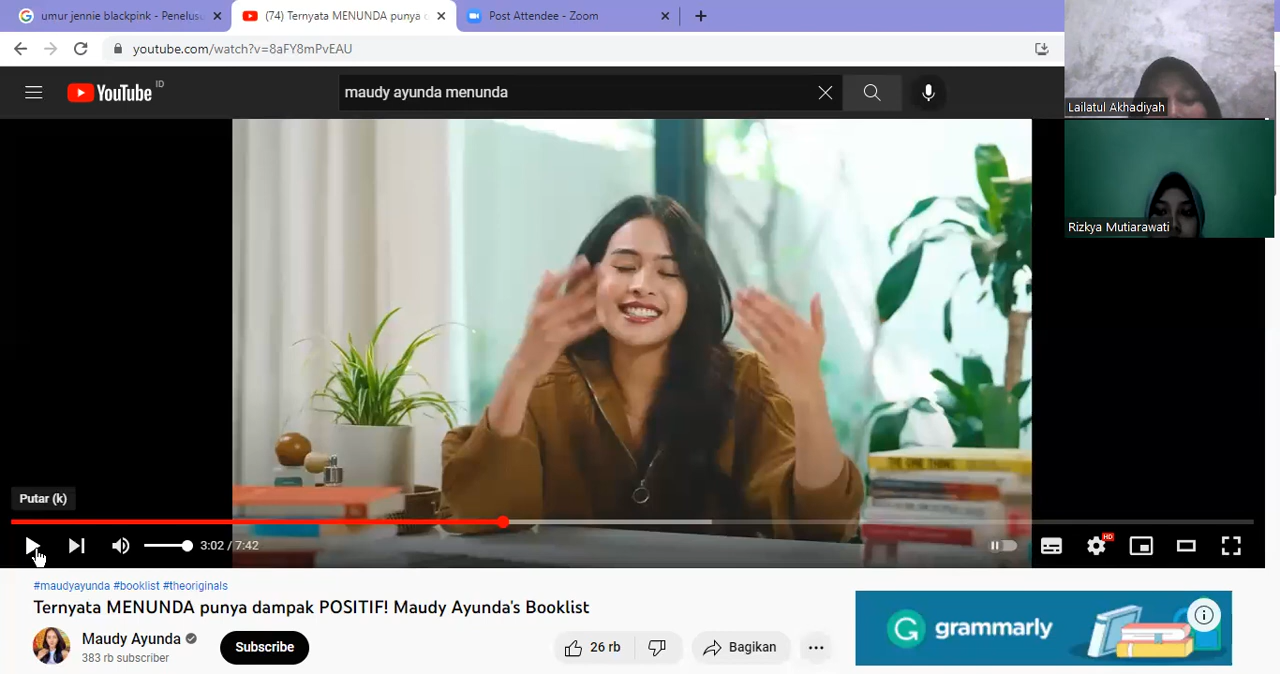 umur jennie blackpink - Penelusu
(74) Ternyata MENUNDA punya d
Post Attendee - Zoom
youtube.com/watch?v=8aFY8mPvEAU
YouTube ID
maudy ayunda menunda
Lailatul Akhadiyah
Rizkya Mutiarawati
Putar (k)
3:02 / 7:42
HD
#maudyayunda #booklist #theoriginals
Ternyata MENUNDA punya dampak POSITIF! Maudy Ayunda's Booklist
Maudy Ayunda
383 rb subscriber
Subscribe
26 rb
Bagikan
grammarly